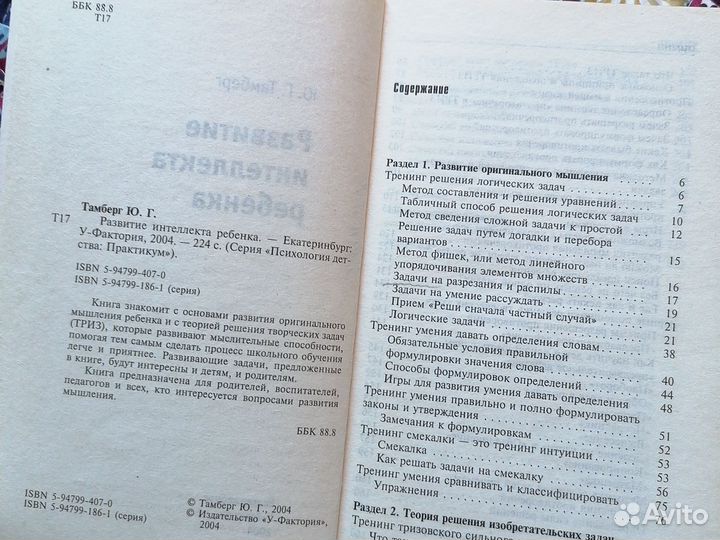 ББК 88.8
Т17
Тамберг Ю. Г.
Т17 Развитие интеллекта ребенка. — Екатеринбург:
У-Фактория, 2004. — 224 с. (Серия «Психология дет-
ства: Практикум»).
ISBN 5-94799-407-0
ISBN 5-94799-186-1 (серия)
Книга знакомит с основами развития оригинального
мышления ребенка и с теорией решения творческих задач
(ТРИЗ), которые развивают мыслительные способности,
помогая тем самым сделать процесс школьного обучения
легче и приятнее. Развивающие задачи, предложенные
в книге, будут интересны и детям, и родителям.
Книга предназначена для родителей, воспитателей,
педагогов и всех, кто интересуется вопросами развития
мышления.
ББК 88.8
ISBN 5-94799-407-0
ISBN 5-94799-186-1 (серия)
© Тамберг Ю. Г., 2004
© Издательство «У-Фактория»,
2004
Содержание
Раздел 1. Развитие оригинального мышления 6
Тренинг решения логических задач 6
Метод составления и решения уравнений 7
Табличный способ решения логических задач 10
Метод сведения сложной задачи к простой 12
Решение задач путем догадки и перебора
вариантов 15
Метод фишек, или метод линейного
упорядочивания элементов множеств 16
Задачи на разрезания и распилы 17
Задачи на умение рассуждать 19
Прием «Реши сначала частный случай» 21
Логические задачи 21
Тренинг умения давать определения словам 38
Обязательные условия правильной
формулировки значения слова 40
Способы формулировок определений 44
Игры для развития умения давать определения 48
Тренинг умения правильно и полно формулировать
законы и утверждения 51
Замечания к формулировкам 52
Тренинг смекалки — это тренинг интуиции 53
Смекалка 53
Как решать задачи на смекалку 56
Тренинг умения сравнивать и классифицировать 75
Упражнения 76
Раздел 2. Теория решения изобретательских задач
Тренинг тризовского сильного
Avito